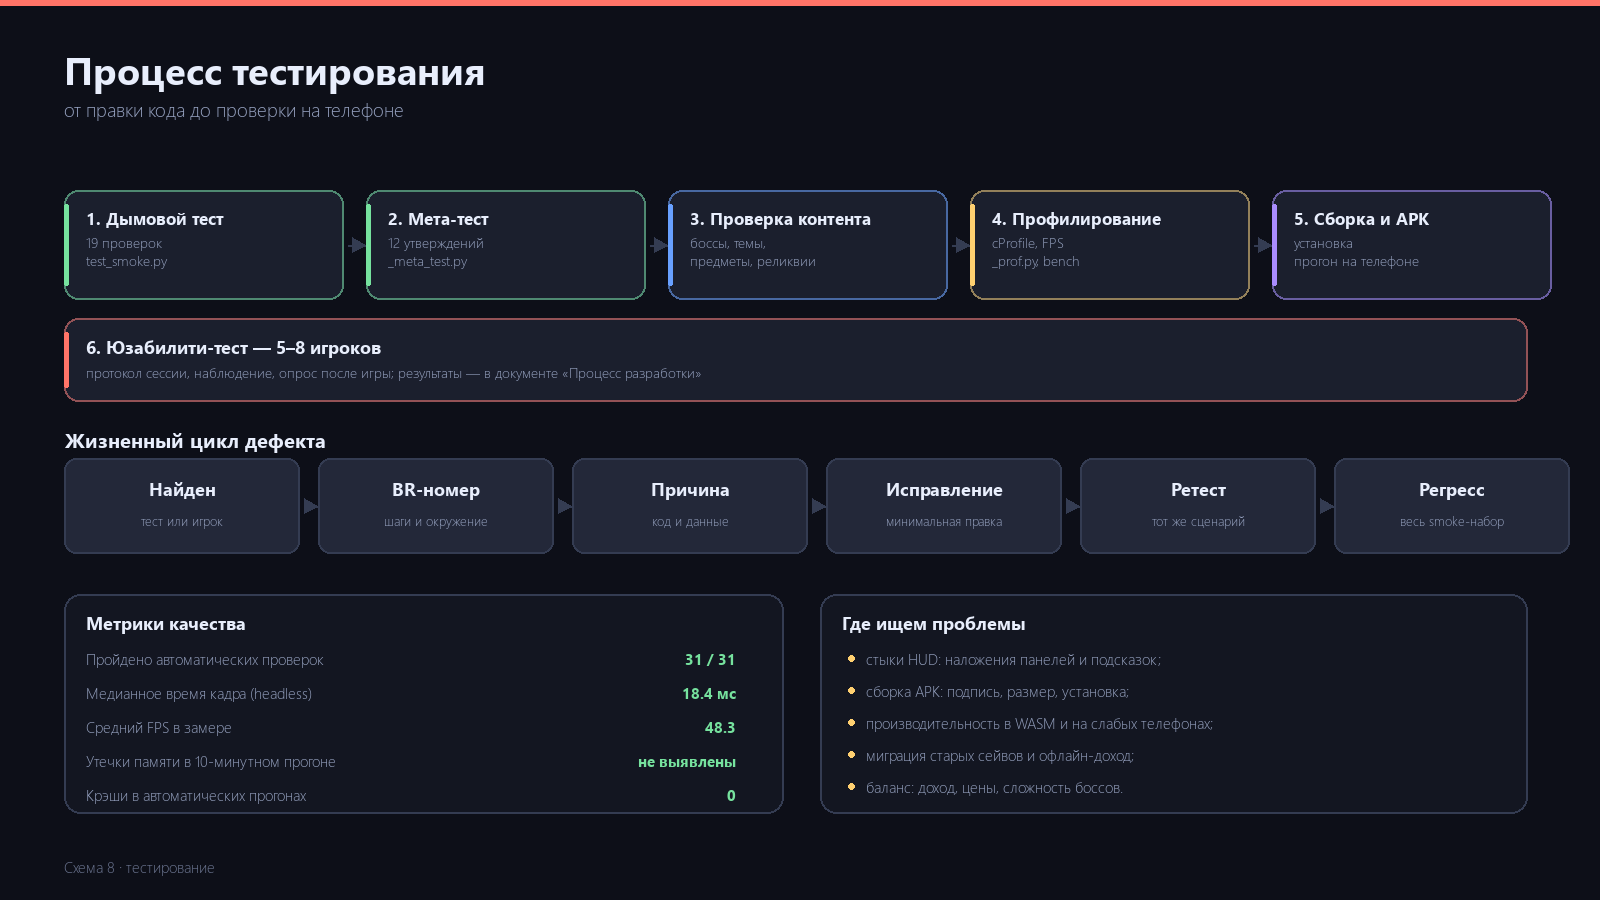 Процесс тестирования
от правки кода до проверки на телефоне
1. Дымовой тест
19 проверок
test_smoke.py
2. Мета-тест
12 утверждений
_meta_test.py
3. Проверка контента
боссы, темы,
предметы, реликвии
4. Профилирование
cProfile, FPS
_prof.py, bench
5. Сборка и APK
установка
прогон на телефоне
6. Юзабилити-тест — 5–8 игроков
протокол сессии, наблюдение, опрос после игры; результаты — в документе «Процесс разработки»
Жизненный цикл дефекта
Найден
тест или игрок
BR-номер
шаги и окружение
Причина
код и данные
Исправление
минимальная правка
Ретест
тот же сценарий
Регресс
весь smoke-набор
Метрики качества
Пройдено автоматических проверок 31 / 31
Медианное время кадра (headless) 18.4 мс
Средний FPS в замере 48.3
Утечки памяти в 10-минутном прогоне не выявлены
Крэши в автоматических прогонах 0
Где ищем проблемы
стыки HUD: наложения панелей и подсказок;
сборка APK: подпись, размер, установка;
производительность в WASM и на слабых телефонах;
миграция старых сейвов и офлайн-доход;
баланс: доход, цены, сложность боссов.
Схема 8 · тестирование